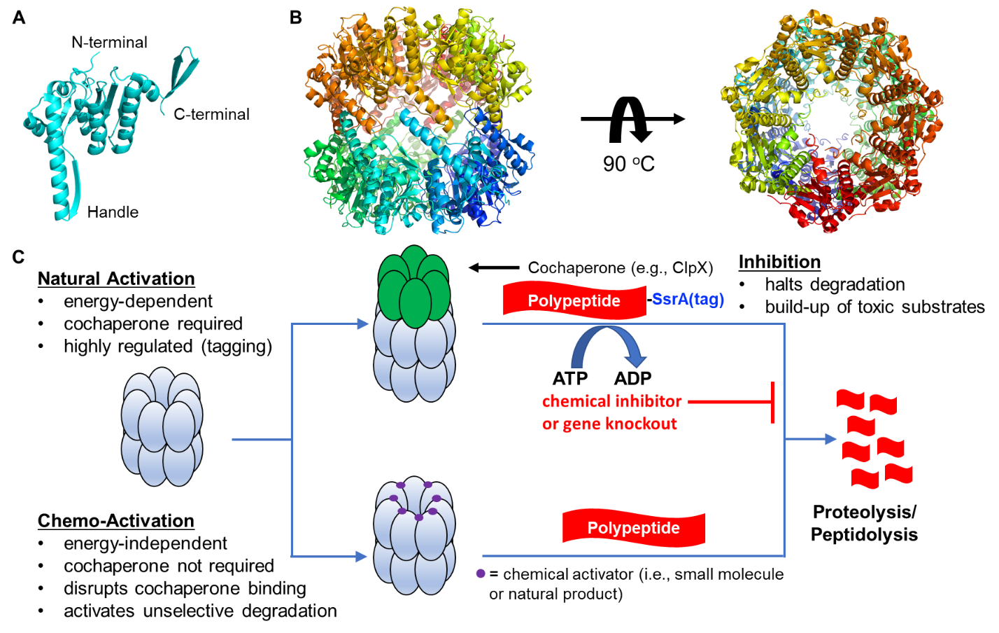 A
N-terminal
C-terminal
Handle
B
90 °C
C
Natural Activation
• energy-dependent
• cochaperone required
• highly regulated (tagging)
Cochaperone (e.g., ClpX)
Polypeptide
-SsrA(tag)
ATP
ADP
chemical inhibitor
or gene knockout
Inhibition
• halts degradation
• build-up of toxic substrates
Chemo-Activation
• energy-independent
• cochaperone not required
• disrupts cochaperone binding
• activates unselective degradation
Polypeptide
= chemical activator (i.e., small molecule
or natural product)
Proteolysis/
Peptidolysis